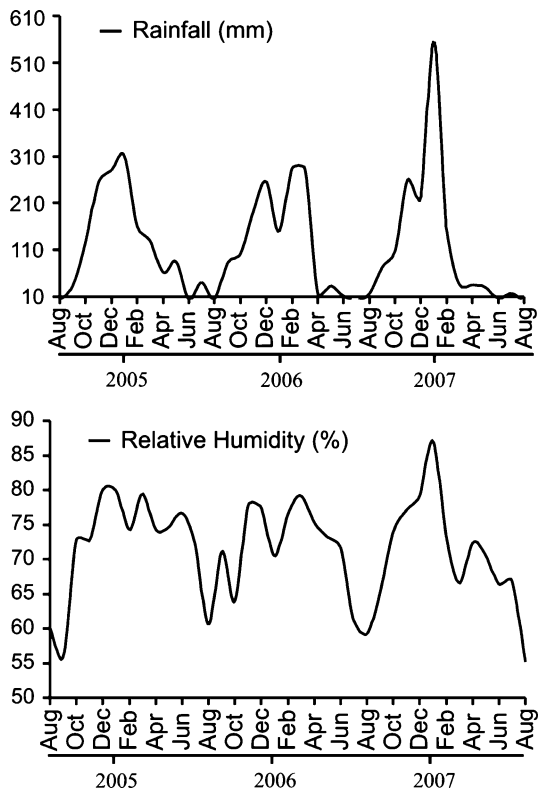 610
Rainfall (mm)
510
410
310
210
110
10
Aug Oct Dec Feb Apr Jun Aug Oct Dec Feb Apr Jun Aug Oct Dec Feb Apr Jun Aug
2005 2006 2007
90
Relative Humidity (%)
85
80
75
70
65
60
55
50
Aug Oct Dec Feb Apr Jun Aug Oct Dec Feb Apr Jun Aug Oct Dec Feb Apr Jun Aug
2005 2006 2007